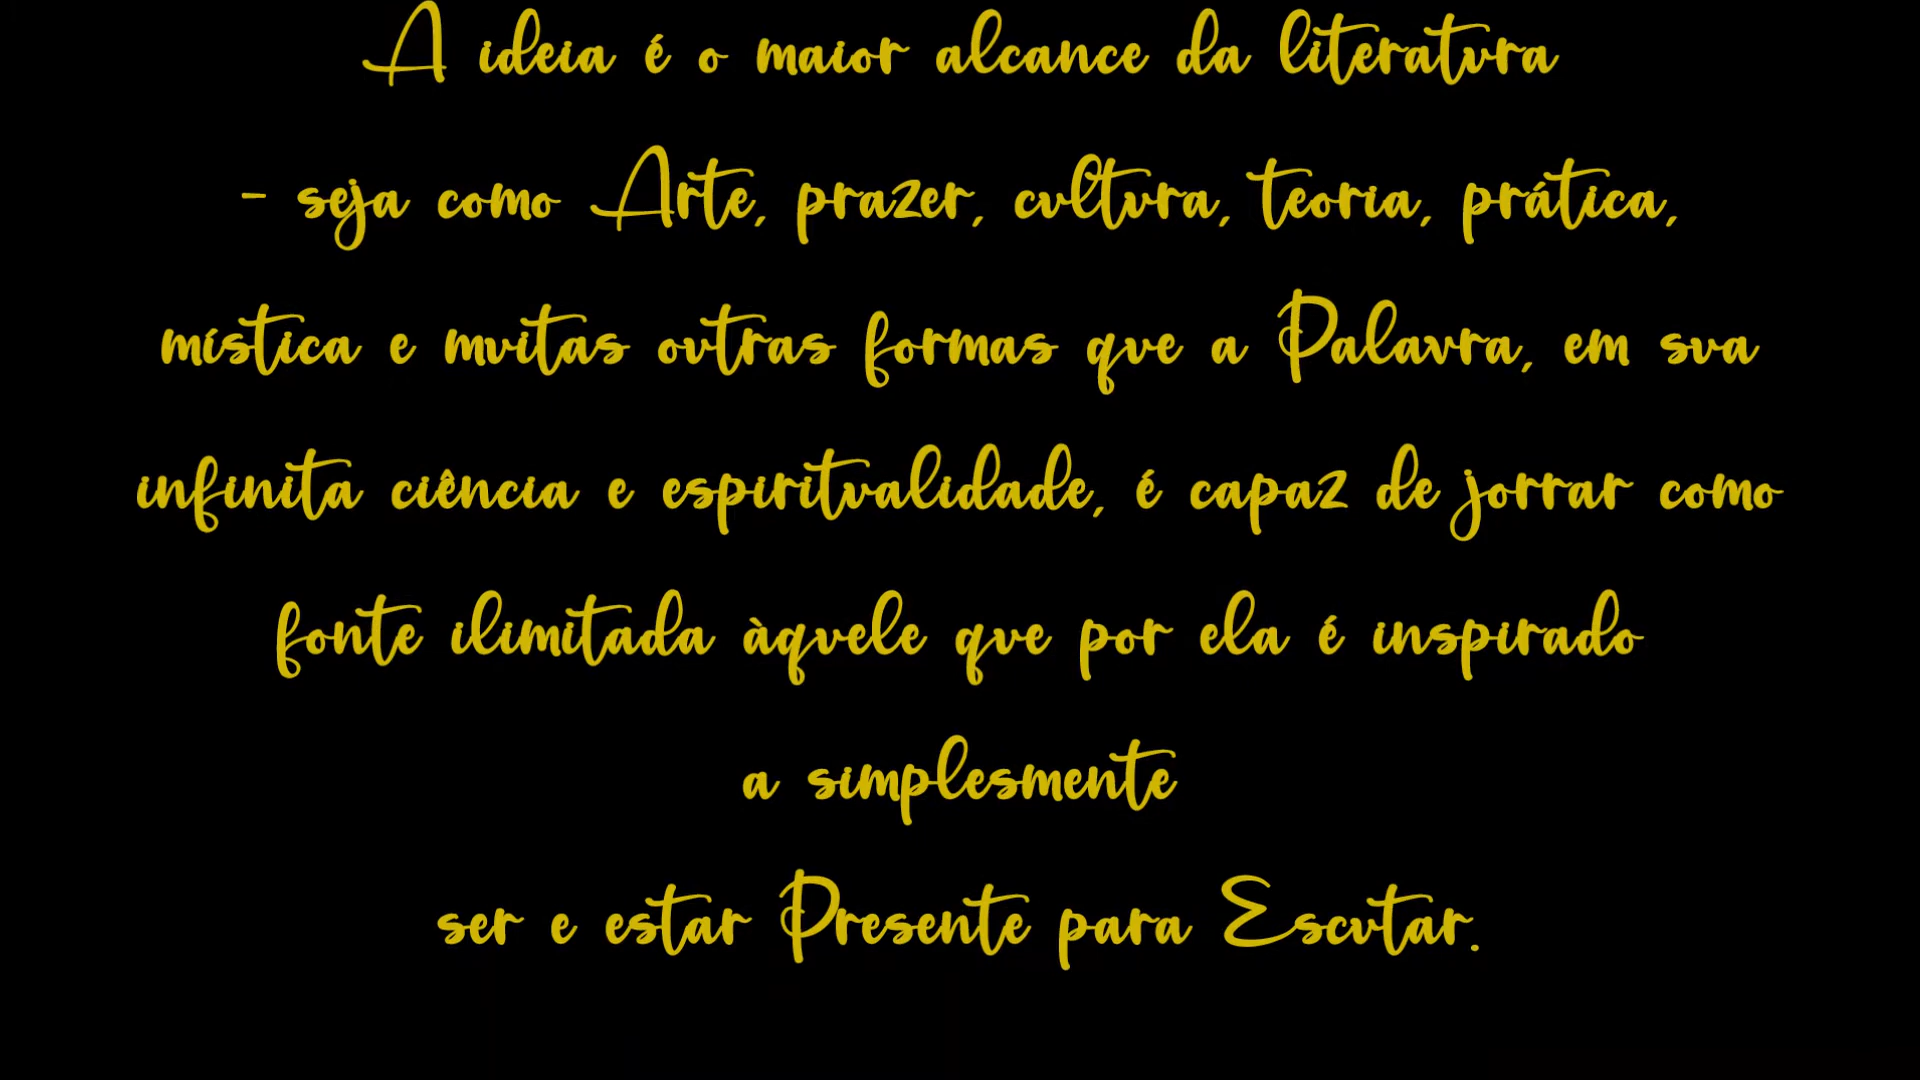 A ideia é o maior alcance da literatura
- seja como Arte, prazer, cultura, teoria, prática,
mística e muitas outras formas que a Palavra, em sua
infinita ciência e espiritualidade, é capaz de jorrar como
fonte ilimitada àquele que por ela é inspirado
a simplesmente
ser e estar Presente para Escutar.